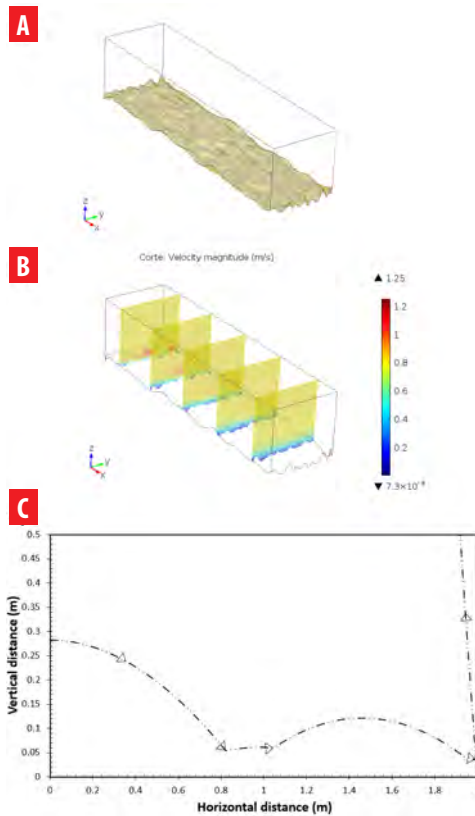 A
z
y
x
B
Corte: Velocity magnitude (m/s)
▲ 1.25
1.2
1
0.8
0.6
0.4
0.2
▼ 7.3×10⁻⁸
z
y
x
C
Vertical distance (m)
0.5
0.45
0.4
0.35
0.3
0.25
0.2
0.15
0.1
0.05
0
0 0.2 0.4 0.6 0.8 1 1.2 1.4 1.6 1.8
Horizontal distance (m)